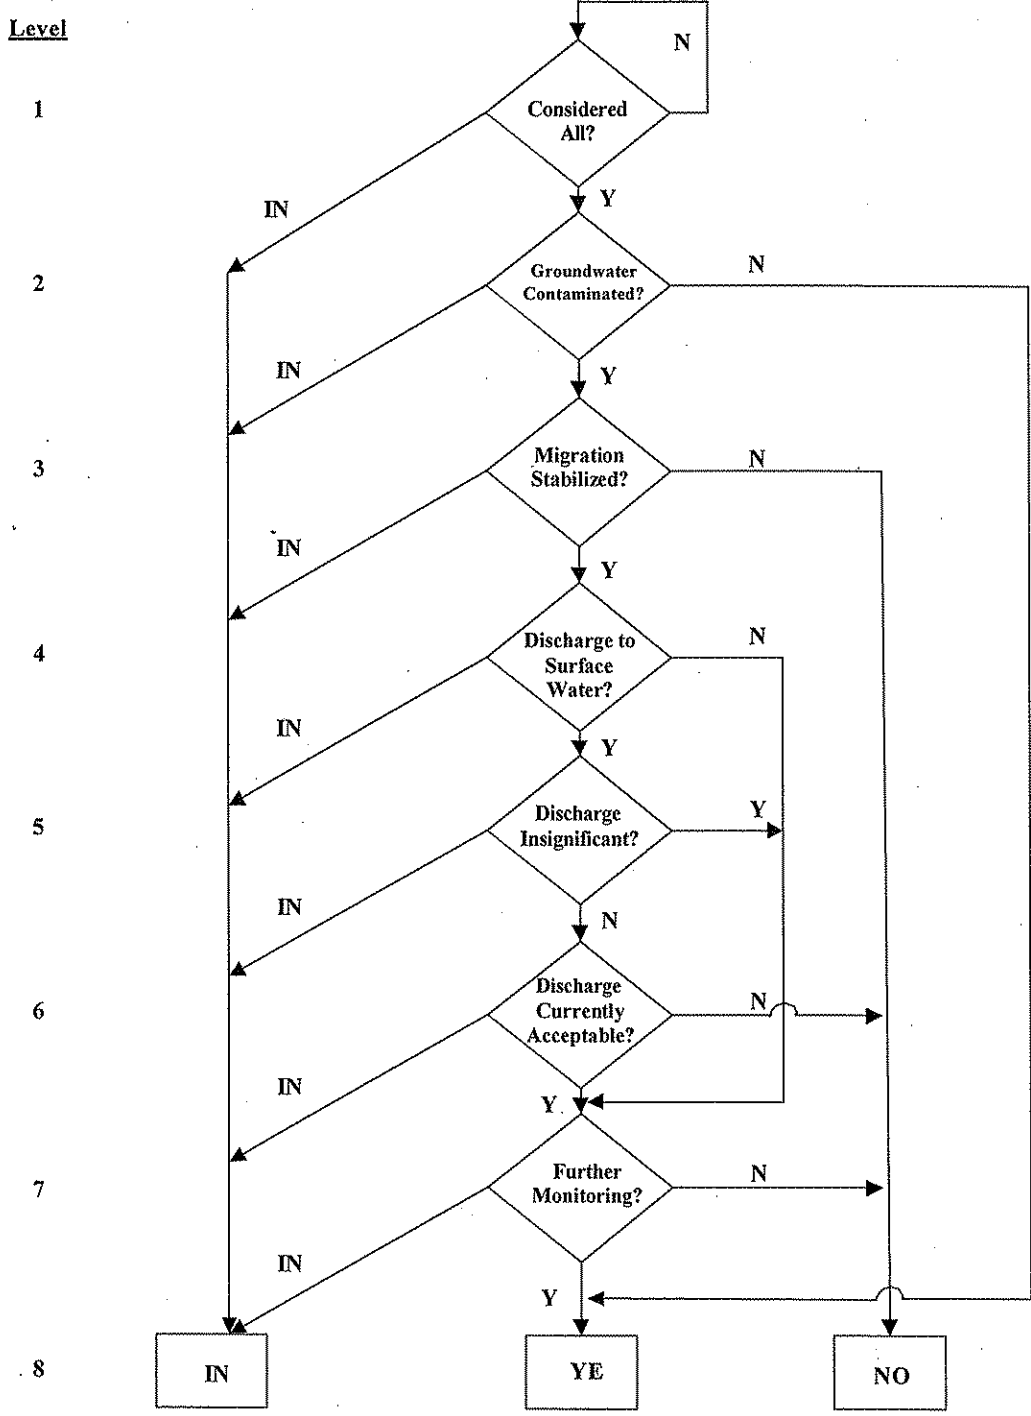 Level
N
1
Considered
All?
IN
Y
2
Groundwater
Contaminated?
N
IN
Y
3
Migration
Stabilized?
N
IN
Y
4
Discharge to
Surface
Water?
N
IN
Y
5
Discharge
Insignificant?
Y
IN
N
6
Discharge
Currently
Acceptable?
N
IN
Y
7
Further
Monitoring?
N
IN
Y
8
IN
YE
NO